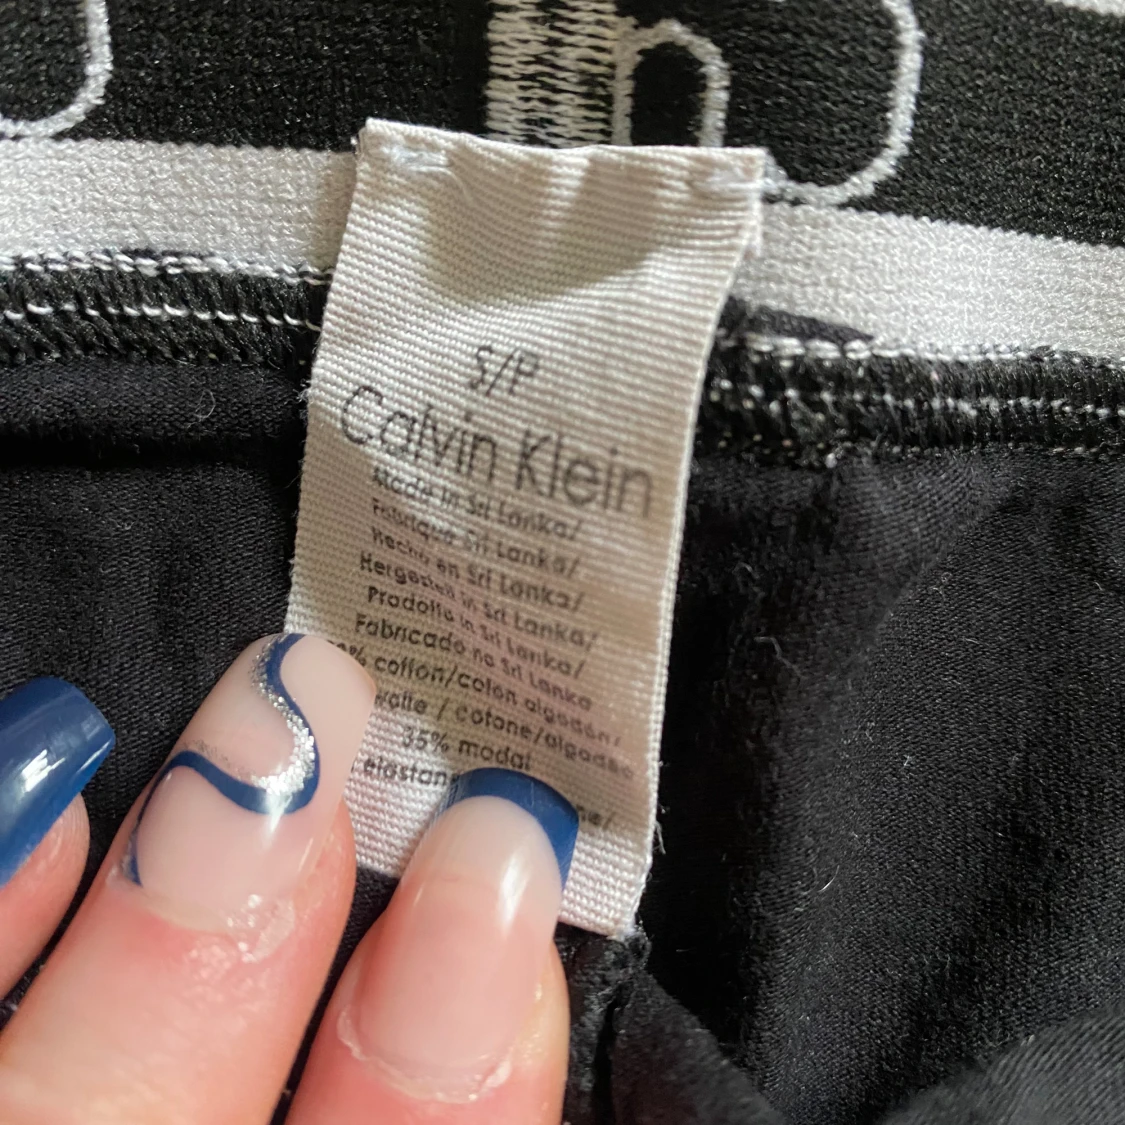 S/P
Calvin Klein
Made in Sri Lanka/
Fabriqué Sri Lanka/
Hecho en Sri Lanka/
Hergestellt in Sri Lanka/
Prodotto in Sri Lanka/
Fabricado na Sri Lanka
% cotton/coton algodón/
/ cotone/algodão
35% modal